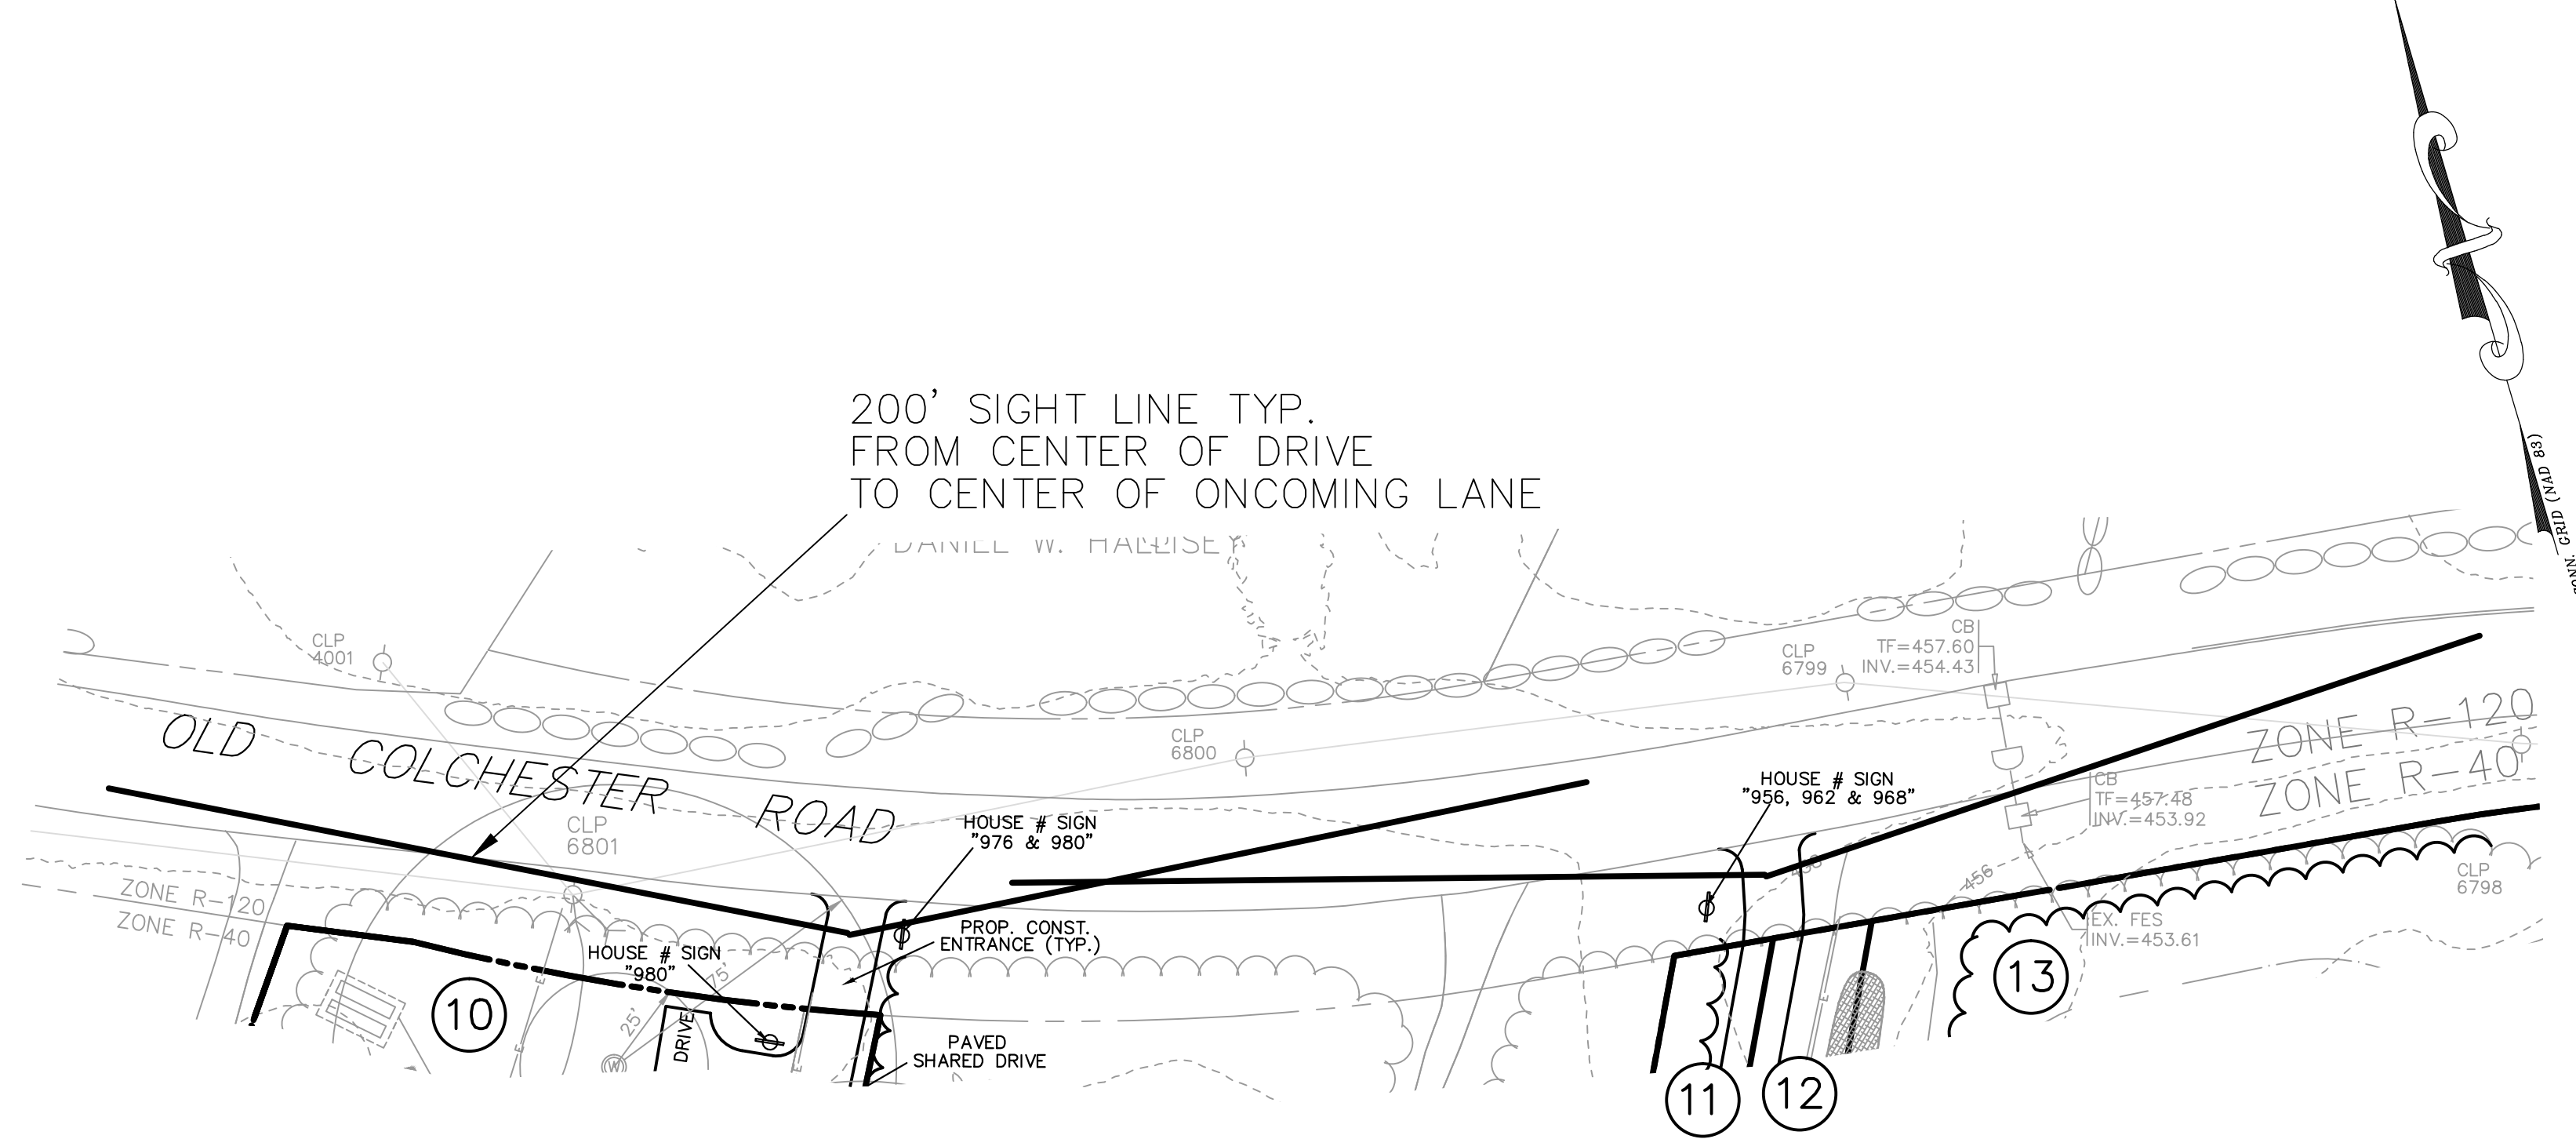 CONN. GRID (NAD 83)
200' SIGHT LINE TYP.
FROM CENTER OF DRIVE
TO CENTER OF ONCOMING LANE
DANIEL W. HALLISEY
CLP
4001
CB
TF=457.60
INV.=454.43
CLP
6799
CLP
6800
OLD COLCHESTER ROAD
ZONE R-120
ZONE R-40
HOUSE # SIGN
"956, 962 & 968"
CB
TF=457.48
INV.=453.92
CLP
6801
HOUSE # SIGN
"976 & 980"
458
456
CLP
6798
ZONE R-120
ZONE R-40
EX. FES
INV.=453.61
PROP. CONST.
ENTRANCE (TYP.)
HOUSE # SIGN
"980"
75'
25'
10
13
DRIVE
W
E
E
E
E
PAVED
SHARED DRIVE
11
12